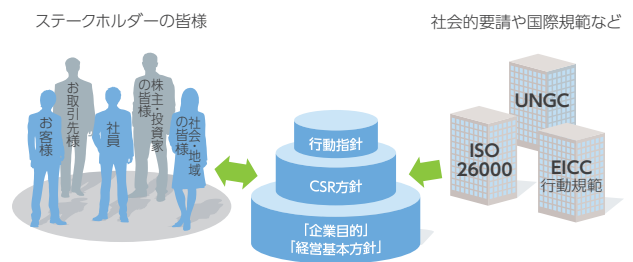 ステークホルダーの皆様
社会的要請や国際規範など
お客様
お取引先様
社員
株主・投資家
の皆様
社会・地域
の皆様
行動指針
CSR方針
「企業目的」
「経営基本方針」
UNGC
ISO
26000
EICC
行動規範